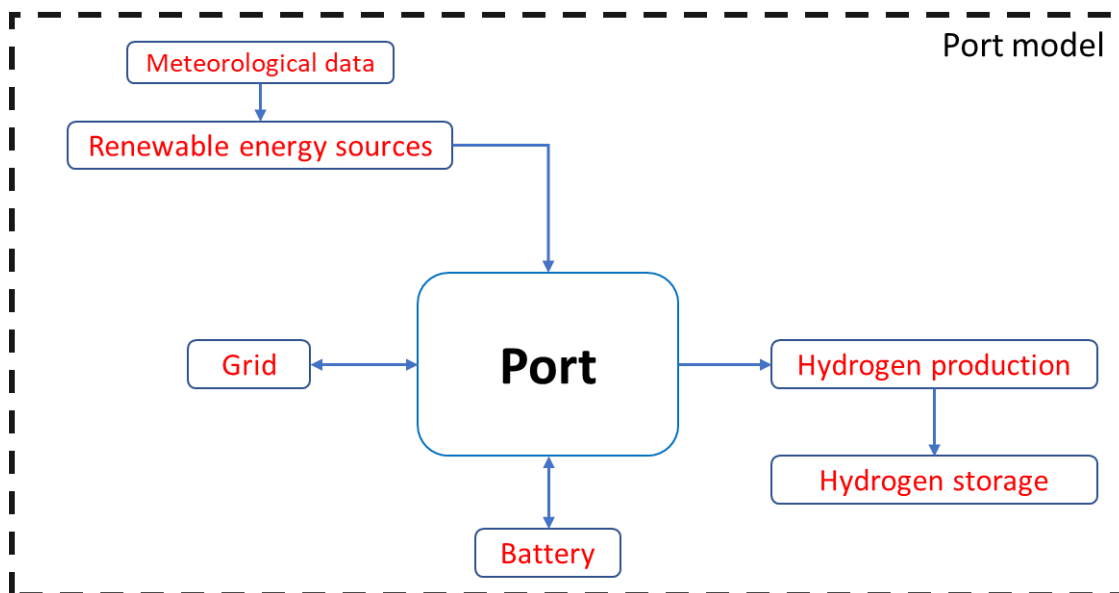 Port model
Meteorological data
Renewable energy sources
Grid
Port
Hydrogen production
Hydrogen storage
Battery